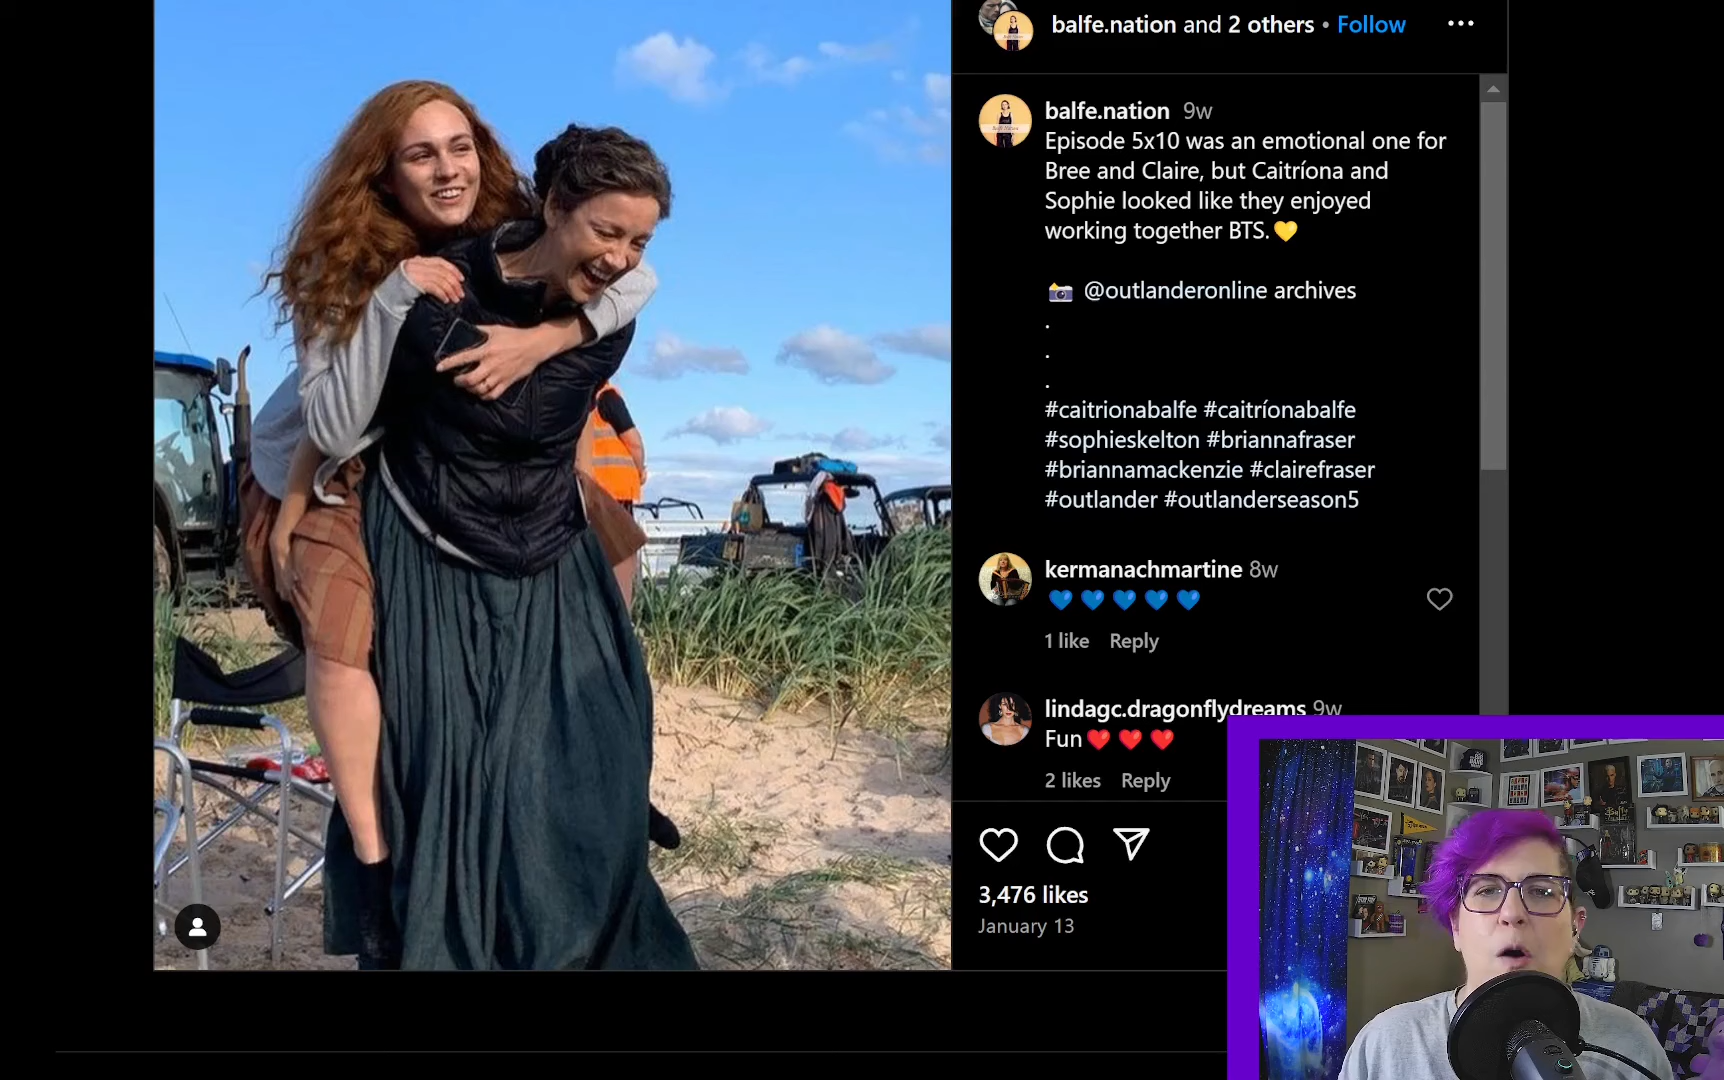 balfe.nation and 2 others • Follow
balfe.nation 9w
Episode 5x10 was an emotional one for
Bree and Claire, but Caitríona and
Sophie looked like they enjoyed
working together BTS.💛
📸 @outlanderonline archives
.
.
.
#caitrionabalfe #caitríonabalfe
#sophieskelton #briannafraser
#briannamackenzie #clairefraser
#outlander #outlanderseason5
kermanachmartine 8w
💙 💙 💙 💙 💙
1 like Reply
lindagc.dragonflydreams 9w
Fun❤️ ❤️ ❤️
2 likes Reply
3,476 likes
January 13